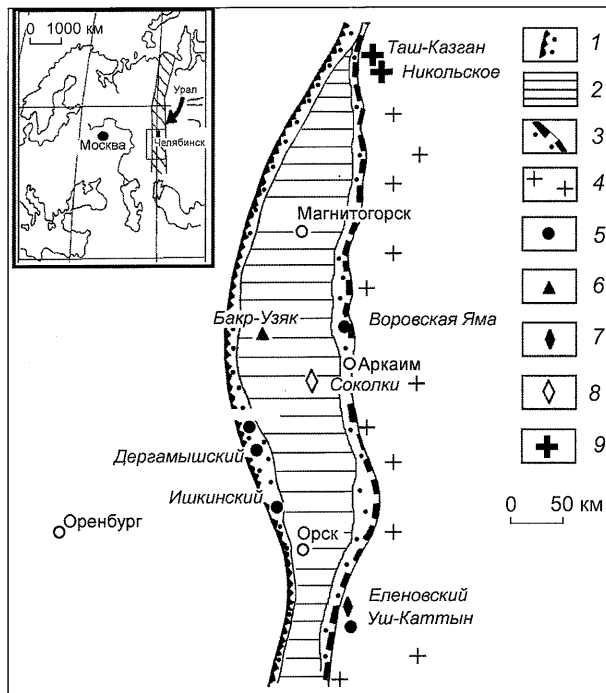 0 1000 км
Урал
Москва
Челябинск
Таш-Казган
Никольское
Магнитогорск
Бакр-Узяк
Воровская Яма
Аркаим
Соколки
Дергамышский
Ишкинский
Оренбург
Орск
Еленовский
Уш-Каттын
1
2
3
4
5
6
7
8
9
0 50 км